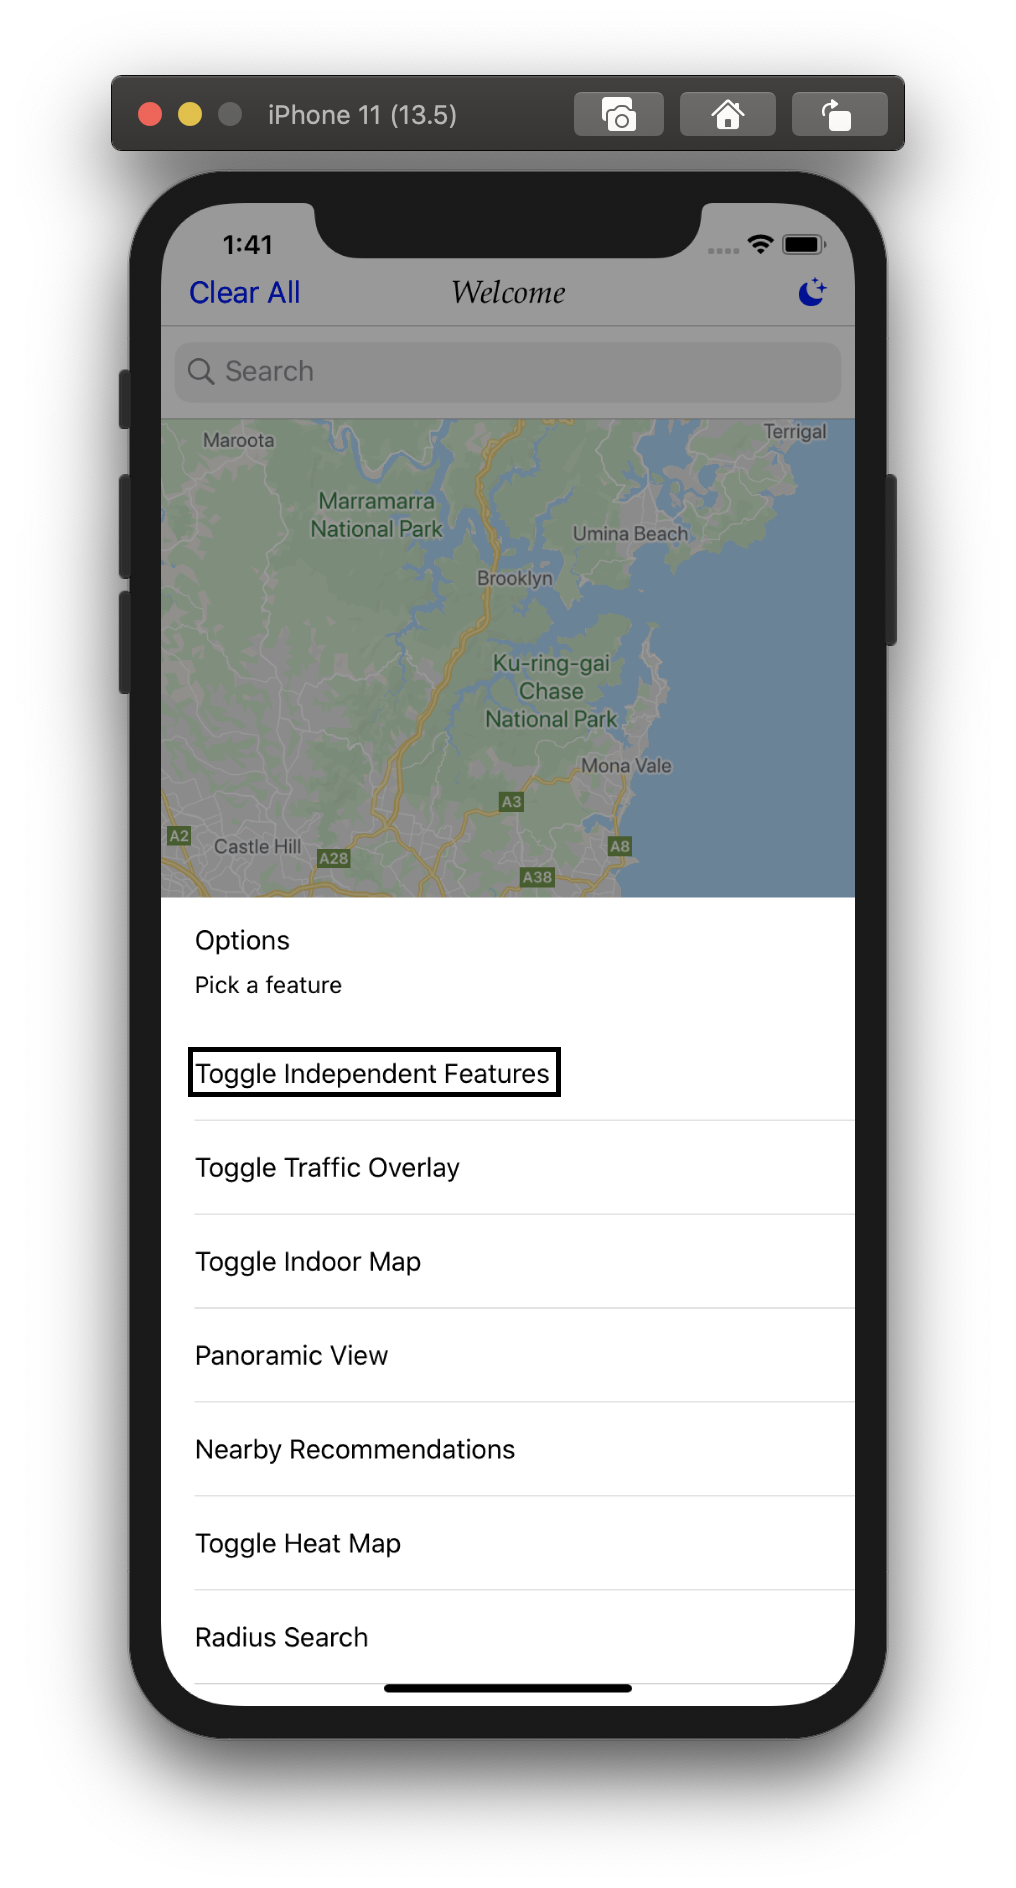 iPhone 11 (13.5)
1:41
Clear All
Welcome
Search
Maroota
Terrigal
Marramarra
National Park
Umina Beach
Brooklyn
Ku-ring-gai
Chase
National Park
Mona Vale
A3
A2
Castle Hill
A28
A8
A38
Options
Pick a feature
Toggle Independent Features
Toggle Traffic Overlay
Toggle Indoor Map
Panoramic View
Nearby Recommendations
Toggle Heat Map
Radius Search